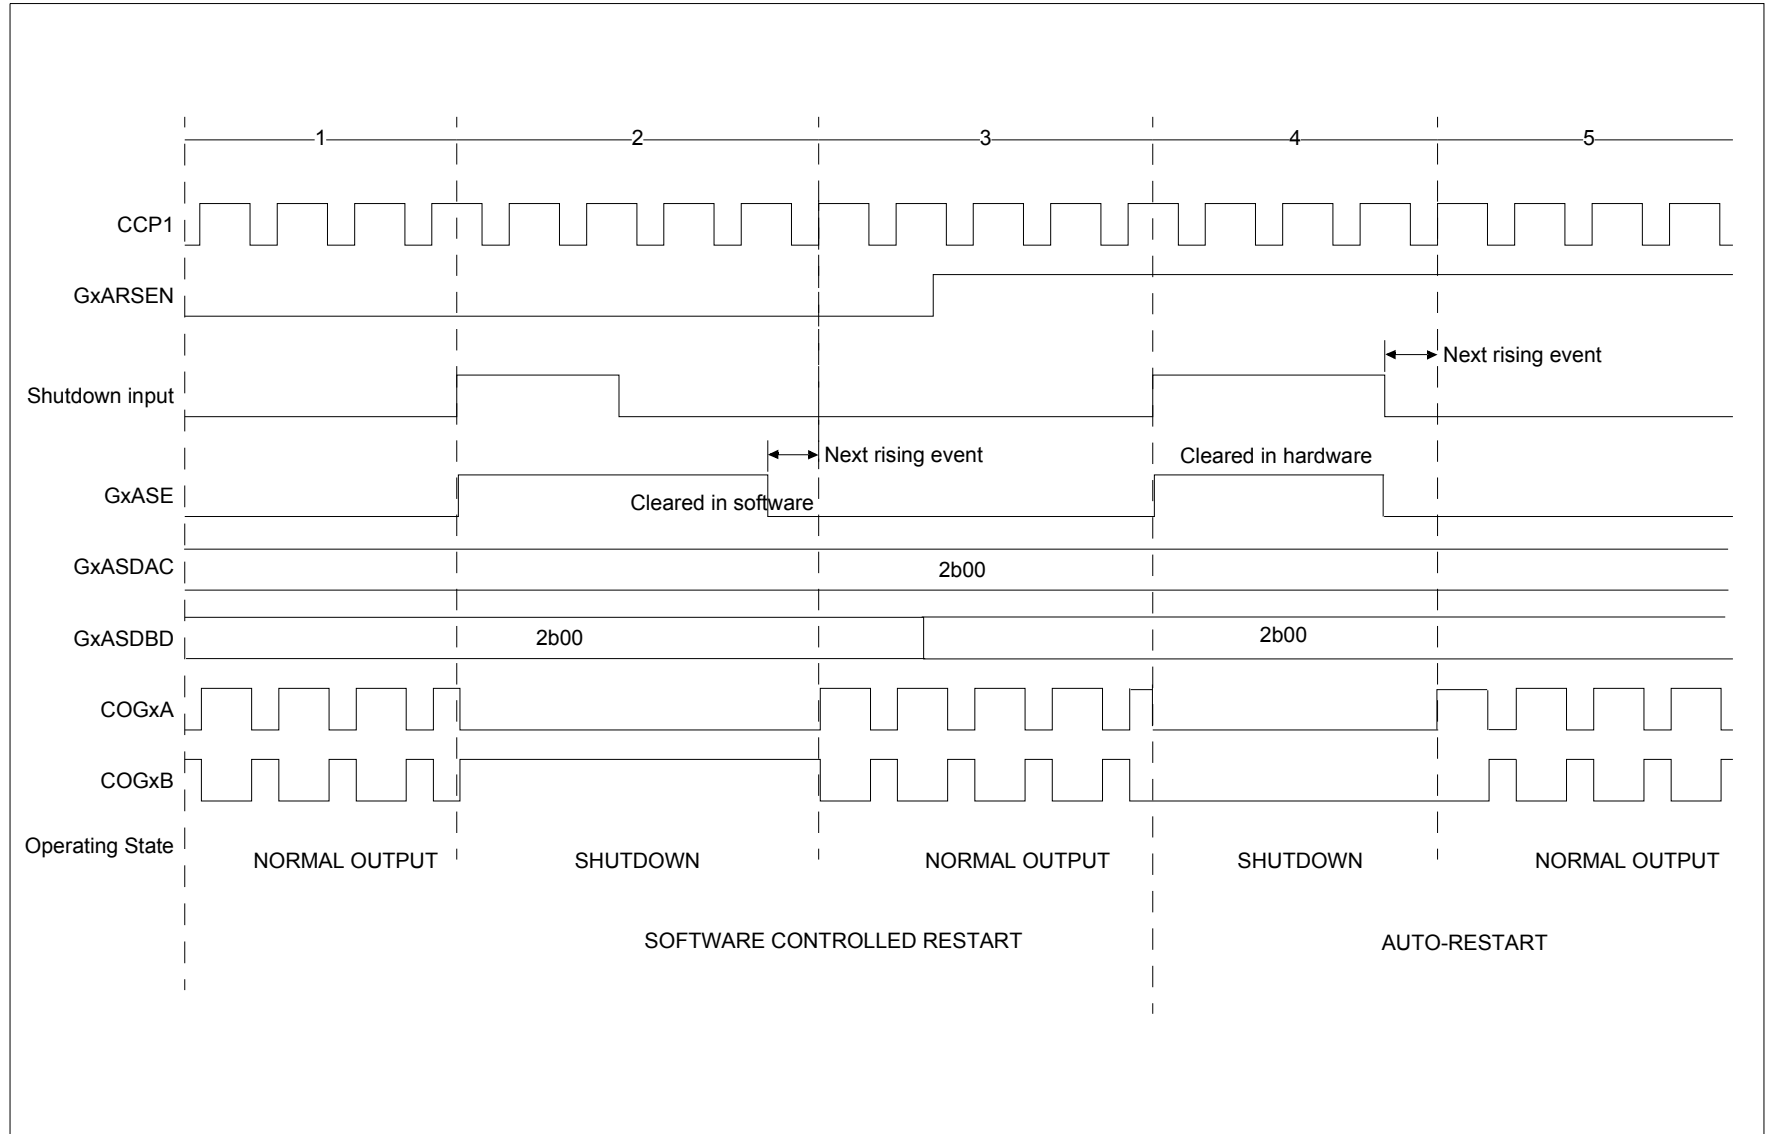 1 2 3 4 5
CCP1
GxARSEN
Next rising event
Shutdown input
Next rising event
Cleared in hardware
GxASE
Cleared in software
GxASDAC
2b00
GxASDBD
2b00
2b00
COGxA
COGxB
Operating State
NORMAL OUTPUT SHUTDOWN NORMAL OUTPUT SHUTDOWN NORMAL OUTPUT
SOFTWARE CONTROLLED RESTART
AUTO-RESTART